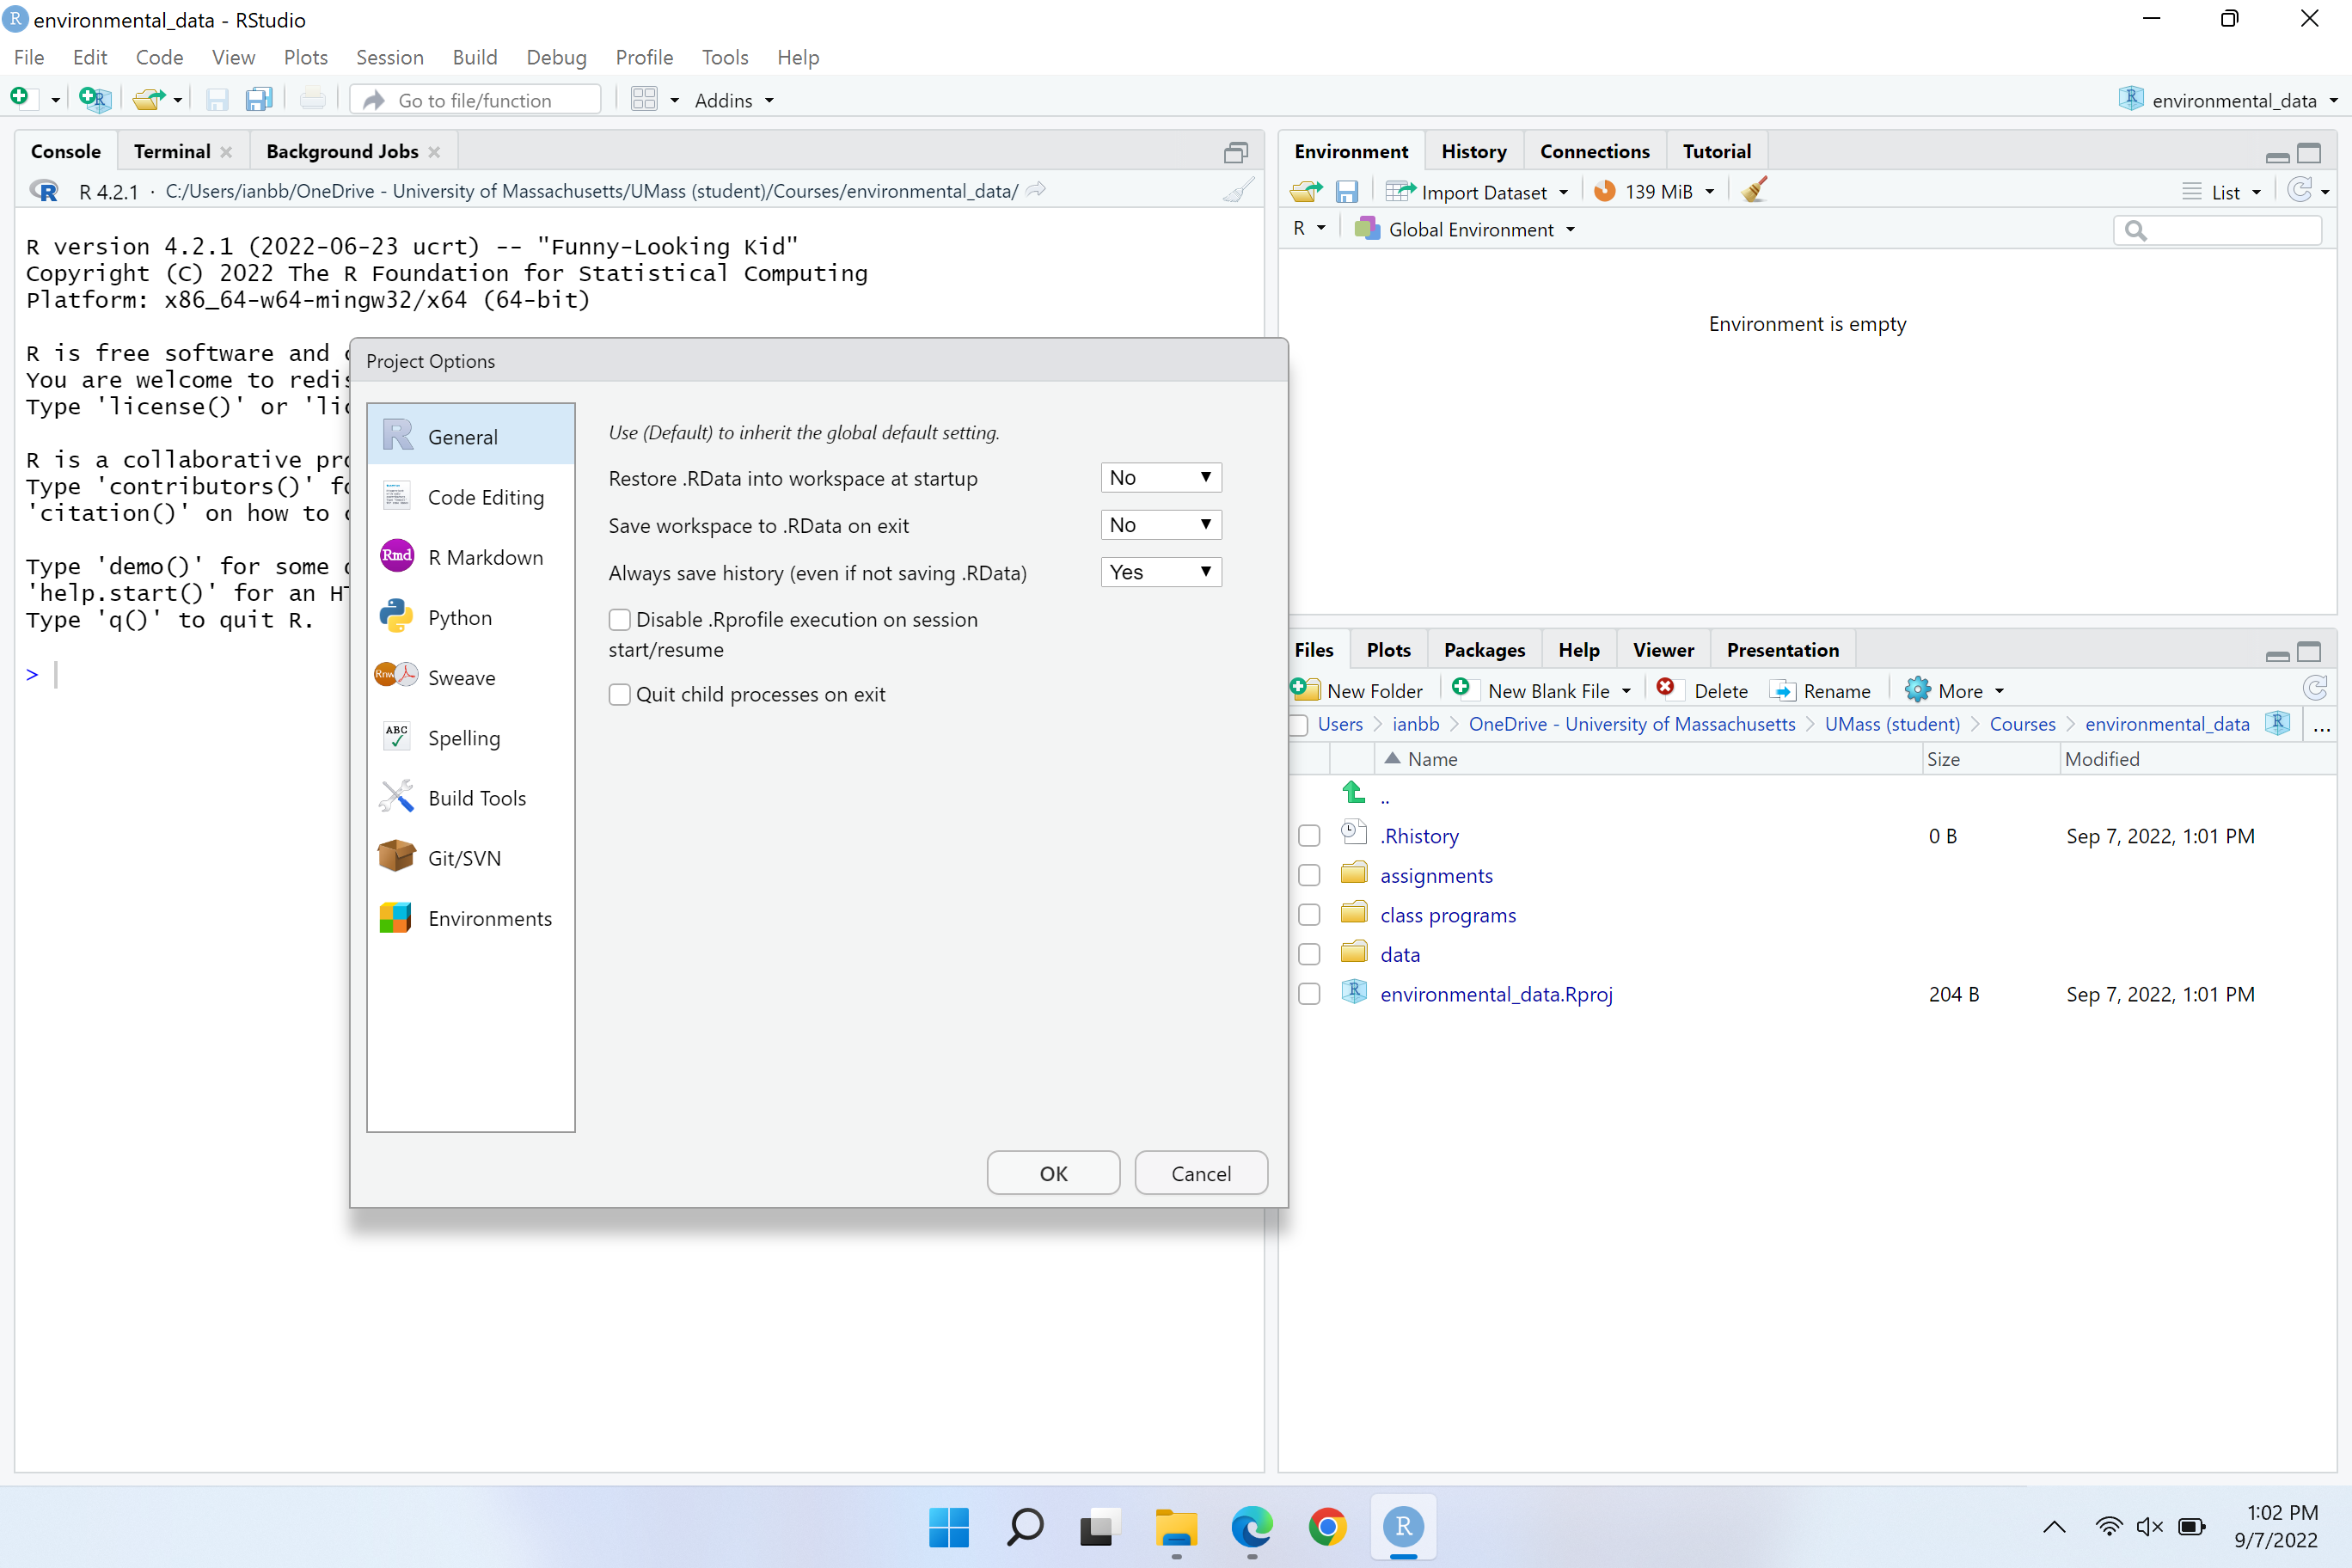 environmental_data - RStudio
File Edit Code View Plots Session Build Debug Profile Tools Help
Go to file/function Addins environmental_data
Console Terminal Background Jobs
R 4.2.1 · C:/Users/ianbb/OneDrive - University of Massachusetts/UMass (student)/Courses/environmental_data/
R version 4.2.1 (2022-06-23 ucrt) -- "Funny-Looking Kid"
Copyright (C) 2022 The R Foundation for Statistical Computing
Platform: x86_64-w64-mingw32/x64 (64-bit)
R is free software and
You are welcome to redis
Type 'license()' or 'lic
R is a collaborative pro
Type 'contributors()' fo
'citation()' on how to
Type 'demo()' for some
'help.start()' for an HT
Type 'q()' to quit R.
>
Project Options
General
Code Editing
Rmd R Markdown
Python
Rnw Sweave
ABC Spelling
Build Tools
Git/SVN
Environments
Use (Default) to inherit the global default setting.
Restore .RData into workspace at startup No
Save workspace to .RData on exit No
Always save history (even if not saving .RData) Yes
Disable .Rprofile execution on session
start/resume
Quit child processes on exit
OK Cancel
Environment History Connections Tutorial
Import Dataset 139 MiB List
R Global Environment
Environment is empty
Files Plots Packages Help Viewer Presentation
New Folder New Blank File Delete Rename More
Users > ianbb > OneDrive - University of Massachusetts > UMass (student) > Courses > environmental_data ...
Name Size Modified
..
.Rhistory 0 B Sep 7, 2022, 1:01 PM
assignments
class programs
data
environmental_data.Rproj 204 B Sep 7, 2022, 1:01 PM
1:02 PM
9/7/2022